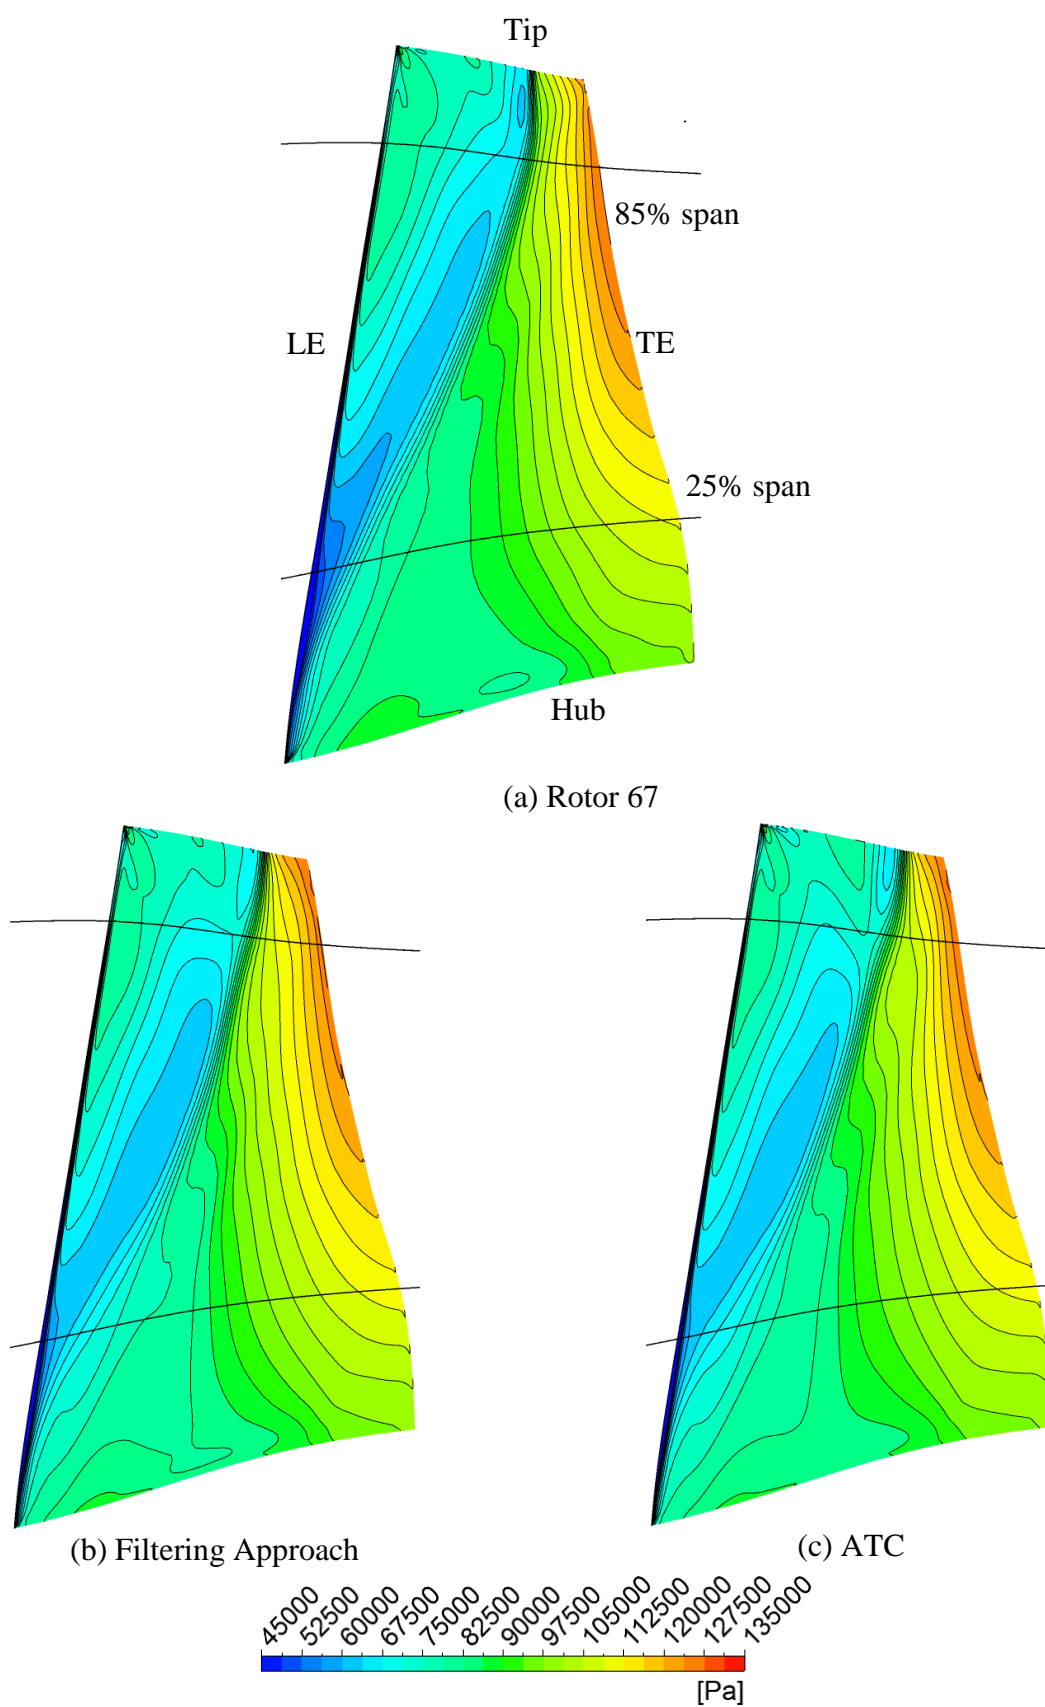 Tip
85% span
LE
TE
25% span
Hub
(a) Rotor 67
(b) Filtering Approach
(c) ATC
45000
52500
60000
67500
75000
82500
90000
97500
105000
112500
120000
127500
135000
[Pa]